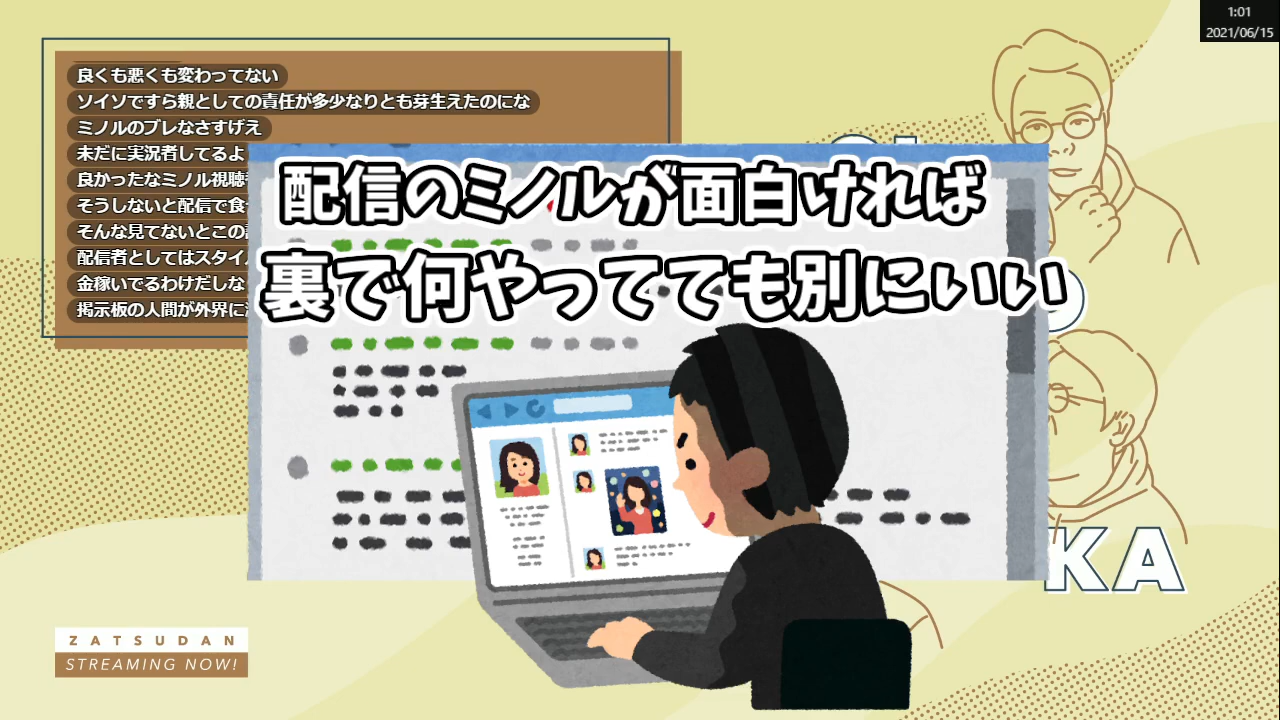 1:01
2021/06/15
良くも悪くも変わってない
ソイソですら親としての責任が多少なりとも芽生えたのにな
ミノルのブレなさすげえ
未だに実況者してるよ
良かったなミノル視聴
そうしないと配信で食
そんな見てないとこの
配信者としてはスタイ
金稼いでるわけだしな
掲示板の人間が外界に
配信のミノルが面白ければ
裏で何やってても別にいい
KA
ZATSUDAN
STREAMING NOW!